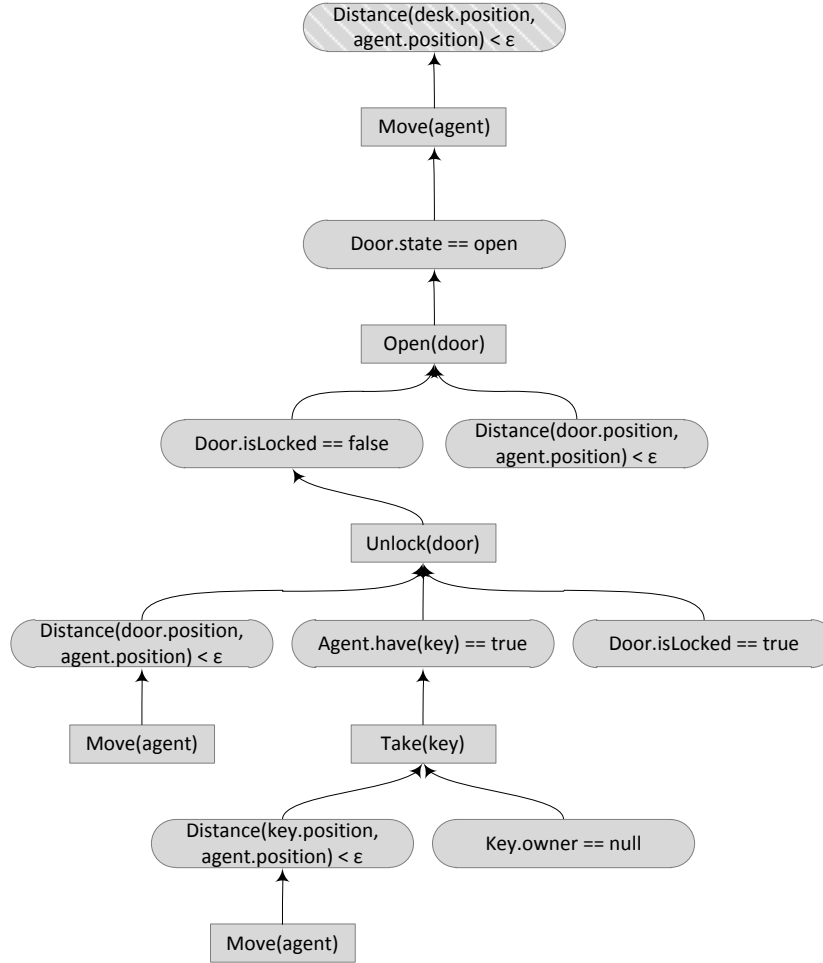 Distance(desk.position,
agent.position) < ε
Move(agent)
Door.state == open
Open(door)
Door.isLocked == false
Distance(door.position,
agent.position) < ε
Unlock(door)
Distance(door.position,
agent.position) < ε
Agent.have(key) == true
Door.isLocked == true
Move(agent)
Take(key)
Distance(key.position,
agent.position) < ε
Key.owner == null
Move(agent)